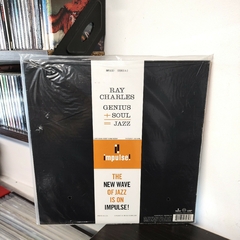 RAY CHARLES
GENIUS
+ SOUL
= JAZZ
impulse!
THE
NEW WAVE
OF JAZZ
IS ON
IMPULSE!